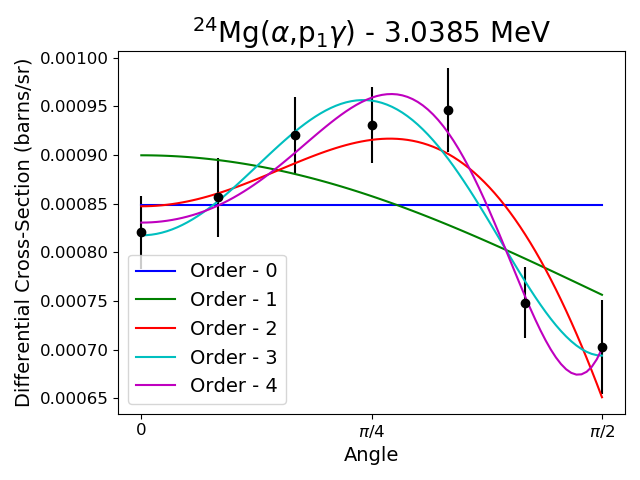 ²⁴Mg(α,p₁γ) - 3.0385 MeV
Differential Cross-Section (barns/sr)
0.00100
0.00095
0.00090
0.00085
0.00080
0.00075
0.00070
0.00065
Order - 0
Order - 1
Order - 2
Order - 3
Order - 4
0 π/4 π/2
Angle